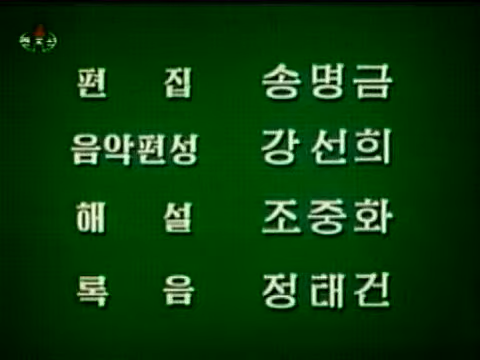 편 집 송명금
음악편성 강선희
해 설 조중화
록 음 정태건